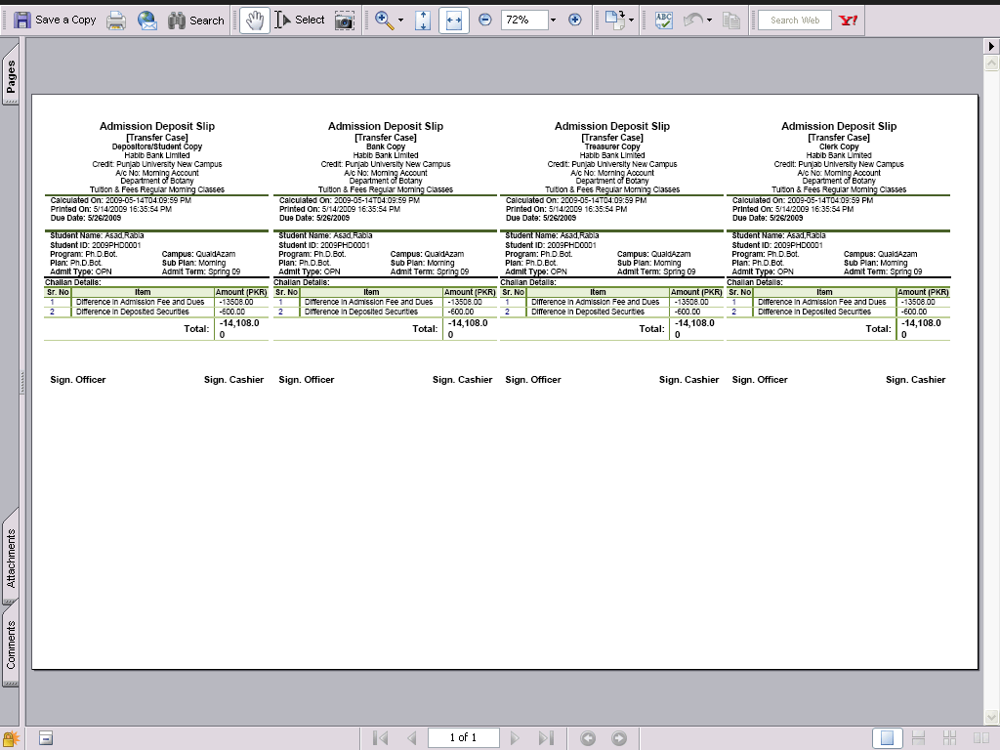 Save a Copy Search Select 72% Search Web Y!
ABC
Pages
Attachments
Comments
Admission Deposit Slip
[Transfer Case]
Depositors/Student Copy
Habib Bank Limited
Credit: Punjab University New Campus
A/c No: Morning Account
Department of Botany
Tuition & Fees Regular Morning Classes
Calculated On: 2009-05-14T04:09:59 PM
Printed On: 5/14/2009 16:35:54 PM
Due Date: 5/26/2009
Student Name: Asad,Rabia
Student ID: 2009PHD0001
Program: Ph.D.Bot. Campus: QuaidAzam
Plan: Ph.D.Bot. Sub Plan: Morning
Admit Type: OPN Admit Term: Spring 09
Challan Details:
Sr. No Item Amount (PKR)
1 Difference in Admission Fee and Dues -13508.00
2 Difference in Deposited Securities -600.00
Total: -14,108.0
0
Sign. Officer Sign. Cashier
Admission Deposit Slip
[Transfer Case]
Bank Copy
Habib Bank Limited
Credit: Punjab University New Campus
A/c No: Morning Account
Department of Botany
Tuition & Fees Regular Morning Classes
Calculated On: 2009-05-14T04:09:59 PM
Printed On: 5/14/2009 16:35:54 PM
Due Date: 5/26/2009
Student Name: Asad,Rabia
Student ID: 2009PHD0001
Program: Ph.D.Bot. Campus: QuaidAzam
Plan: Ph.D.Bot. Sub Plan: Morning
Admit Type: OPN Admit Term: Spring 09
Challan Details:
Sr. No Item Amount (PKR)
1 Difference in Admission Fee and Dues -13508.00
2 Difference in Deposited Securities -600.00
Total: -14,108.0
0
Sign. Officer Sign. Cashier
Admission Deposit Slip
[Transfer Case]
Treasurer Copy
Habib Bank Limited
Credit: Punjab University New Campus
A/c No: Morning Account
Department of Botany
Tuition & Fees Regular Morning Classes
Calculated On: 2009-05-14T04:09:59 PM
Printed On: 5/14/2009 16:35:54 PM
Due Date: 5/26/2009
Student Name: Asad,Rabia
Student ID: 2009PHD0001
Program: Ph.D.Bot. Campus: QuaidAzam
Plan: Ph.D.Bot. Sub Plan: Morning
Admit Type: OPN Admit Term: Spring 09
Challan Details:
Sr. No Item Amount (PKR)
1 Difference in Admission Fee and Dues -13508.00
2 Difference in Deposited Securities -600.00
Total: -14,108.0
0
Sign. Officer Sign. Cashier
Admission Deposit Slip
[Transfer Case]
Clerk Copy
Habib Bank Limited
Credit: Punjab University New Campus
A/c No: Morning Account
Department of Botany
Tuition & Fees Regular Morning Classes
Calculated On: 2009-05-14T04:09:59 PM
Printed On: 5/14/2009 16:35:54 PM
Due Date: 5/26/2009
Student Name: Asad,Rabia
Student ID: 2009PHD0001
Program: Ph.D.Bot. Campus: QuaidAzam
Plan: Ph.D.Bot. Sub Plan: Morning
Admit Type: OPN Admit Term: Spring 09
Challan Details:
Sr. No Item Amount (PKR)
1 Difference in Admission Fee and Dues -13508.00
2 Difference in Deposited Securities -600.00
Total: -14,108.0
0
Sign. Officer Sign. Cashier
1 of 1